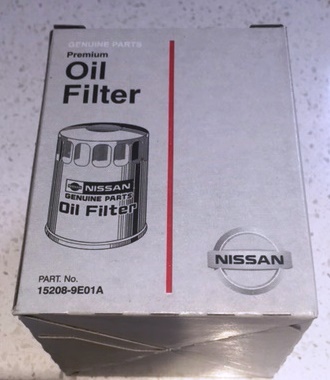 GENUINE PARTS
Premium
Oil
Filter
NISSAN
GENUINE PARTS
Oil Filter
NISSAN
PART. No.
15208-9E01A